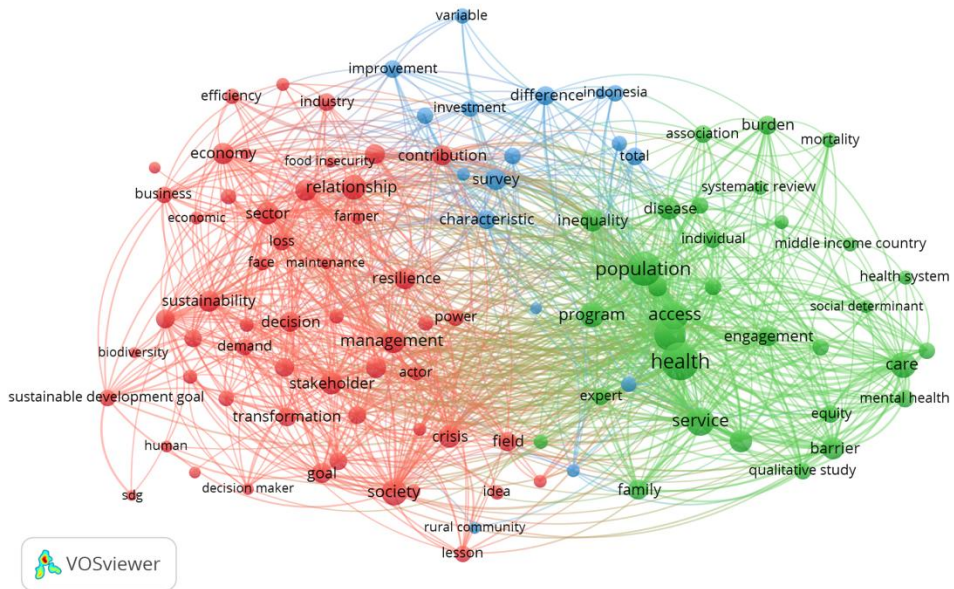 variable
improvement
efficiency
industry
investment
difference
indonesia
burden
association
mortality
economy
food insecurity
contribution
total
business
relationship
survey
systematic review
economic
sector
farmer
characteristic
inequality
disease
loss
individual
middle income country
face
maintenance
resilience
population
health system
sustainability
decision
power
program
access
social determinant
biodiversity
demand
management
engagement
sustainable development goal
stakeholder
actor
health
care
expert
mental health
transformation
service
equity
human
crisis
field
barrier
goal
qualitative study
sdg
decision maker
society
idea
family
rural community
lesson
VOSviewer